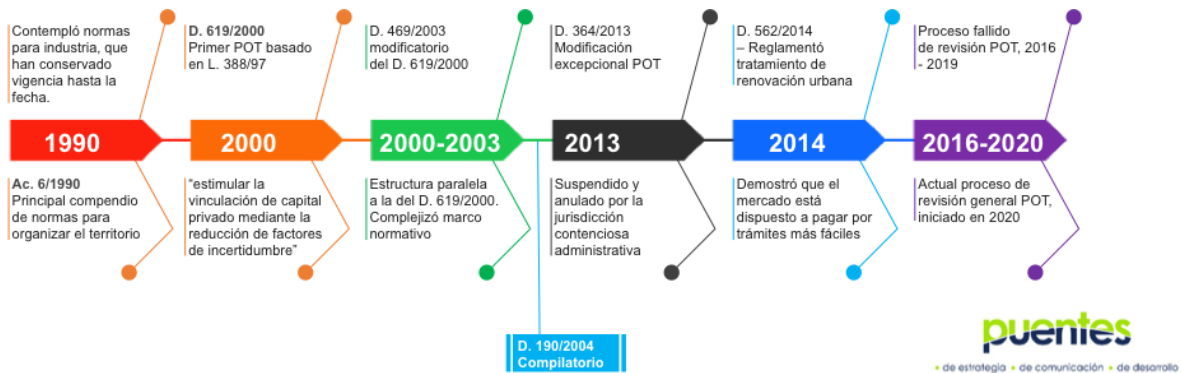 Contempló normas
para industria, que
han conservado
vigencia hasta la
fecha.
D. 619/2000
Primer POT basado
en L. 388/97
D. 469/2003
modificatorio
del D. 619/2000
D. 364/2013
Modificación
excepcional POT
D. 562/2014
– Reglamentó
tratamiento de
renovación urbana
Proceso fallido
de revisión POT, 2016
- 2019
1990
2000
2000-2003
2013
2014
2016-2020
Ac. 6/1990
Principal compendio
de normas para
organizar el territorio
“estimular la
vinculación de capital
privado mediante la
reducción de factores
de incertidumbre”
Estructura paralela
a la del D. 619/2000.
Complejizó marco
normativo
Suspendido y
anulado por la
jurisdicción
contenciosa
administrativa
Demostró que el
mercado está
dispuesto a pagar por
trámites más fáciles
Actual proceso de
revisión general POT,
iniciado en 2020
D. 190/2004
Compilatorio
puentes
• de estrategia • de comunicación • de desarrollo